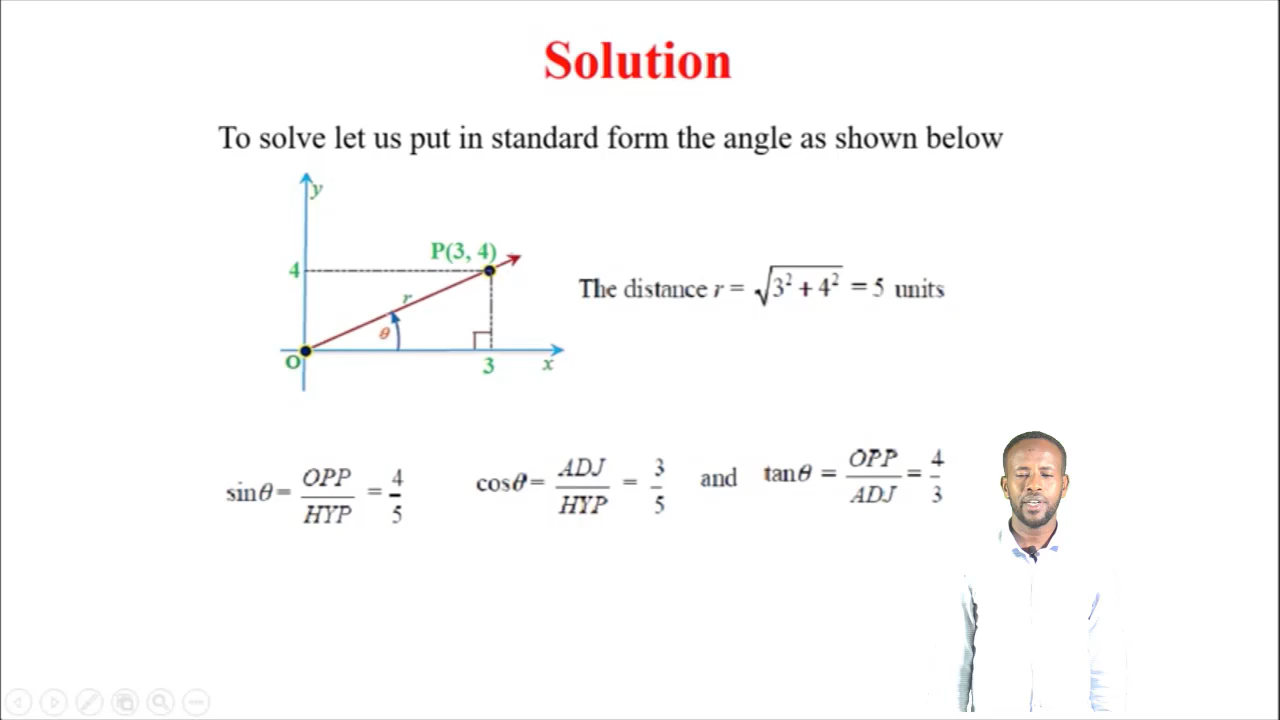 Solution
To solve let us put in standard form the angle as shown below
y
P(3, 4)
4
r
θ
O
3
x
The distance r = √3² + 4² = 5 units
sinθ = OPP/HYP = 4/5
cosθ = ADJ/HYP = 3/5
and
tanθ = OPP/ADJ = 4/3